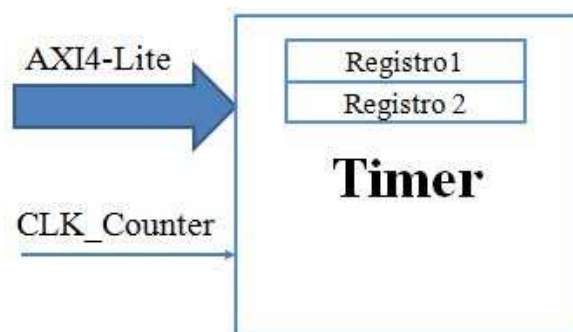 AXI4-Lite
Registro1
Registro 2
Timer
CLK_Counter